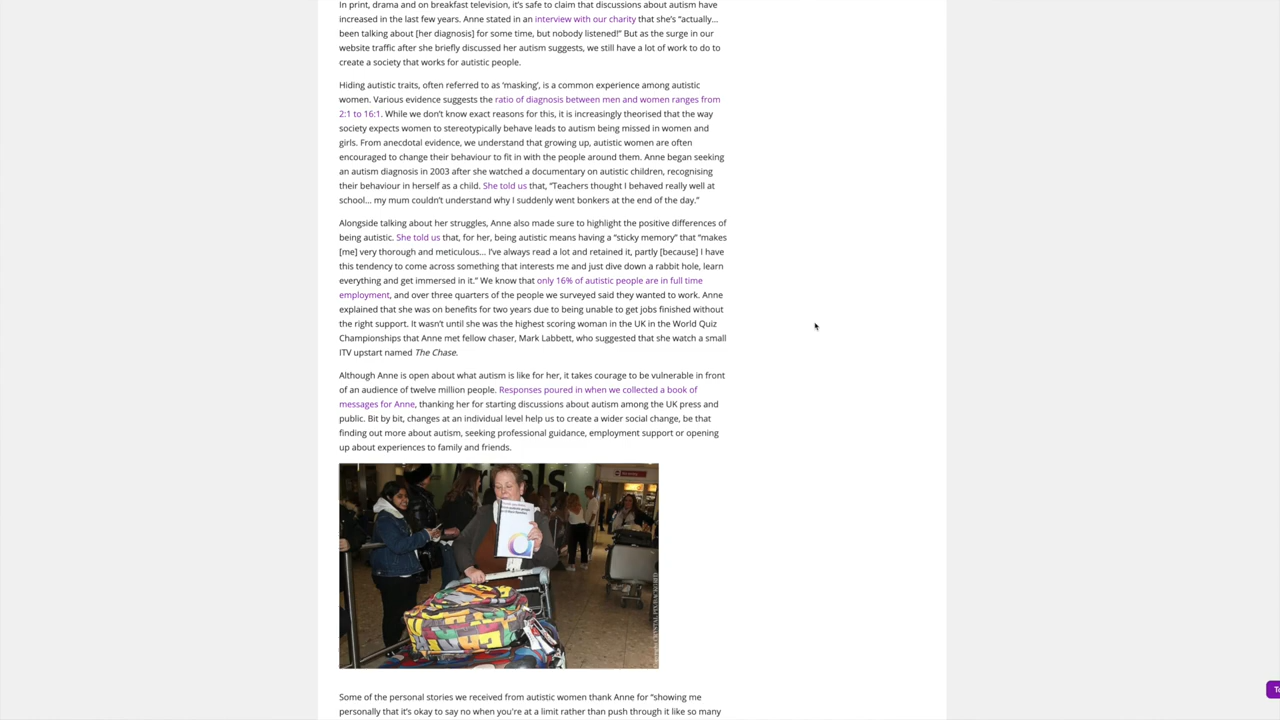 In print, drama and on breakfast television, it's safe to claim that discussions about autism have
increased in the last few years. Anne stated in an interview with our charity that she's “actually…
been talking about [her diagnosis] for some time, but nobody listened!” But as the surge in our
website traffic after she briefly discussed her autism suggests, we still have a lot of work to do to
create a society that works for autistic people.
Hiding autistic traits, often referred to as ‘masking’, is a common experience among autistic
women. Various evidence suggests the ratio of diagnosis between men and women ranges from
2:1 to 16:1. While we don’t know exact reasons for this, it is increasingly theorised that the way
society expects women to stereotypically behave leads to autism being missed in women and
girls. From anecdotal evidence, we understand that growing up, autistic women are often
encouraged to change their behaviour to fit in with the people around them. Anne began seeking
an autism diagnosis in 2003 after she watched a documentary on autistic children, recognising
their behaviour in herself as a child. She told us that, “Teachers thought I behaved really well at
school… my mum couldn’t understand why I suddenly went bonkers at the end of the day.”
Alongside talking about her struggles, Anne also made sure to highlight the positive differences of
being autistic. She told us that, for her, being autistic means having a “sticky memory” that “makes
[me] very thorough and meticulous… I’ve always read a lot and retained it, partly [because] I have
this tendency to come across something that interests me and just dive down a rabbit hole, learn
everything and get immersed in it.” We know that only 16% of autistic people are in full time
employment, and over three quarters of the people we surveyed said they wanted to work. Anne
explained that she was on benefits for two years due to being unable to get jobs finished without
the right support. It wasn’t until she was the highest scoring woman in the UK in the World Quiz
Championships that Anne met fellow chaser, Mark Labbett, who suggested that she watch a small
ITV upstart named The Chase.
Although Anne is open about what autism is like for her, it takes courage to be vulnerable in front
of an audience of twelve million people. Responses poured in when we collected a book of
messages for Anne, thanking her for starting discussions about autism among the UK press and
public. Bit by bit, changes at an individual level help us to create a wider social change, be that
finding out more about autism, seeking professional guidance, employment support or opening
up about experiences to family and friends.
Some of the personal stories we received from autistic women thank Anne for “showing me
personally that it’s okay to say no when you’re at a limit rather than push through it like so many